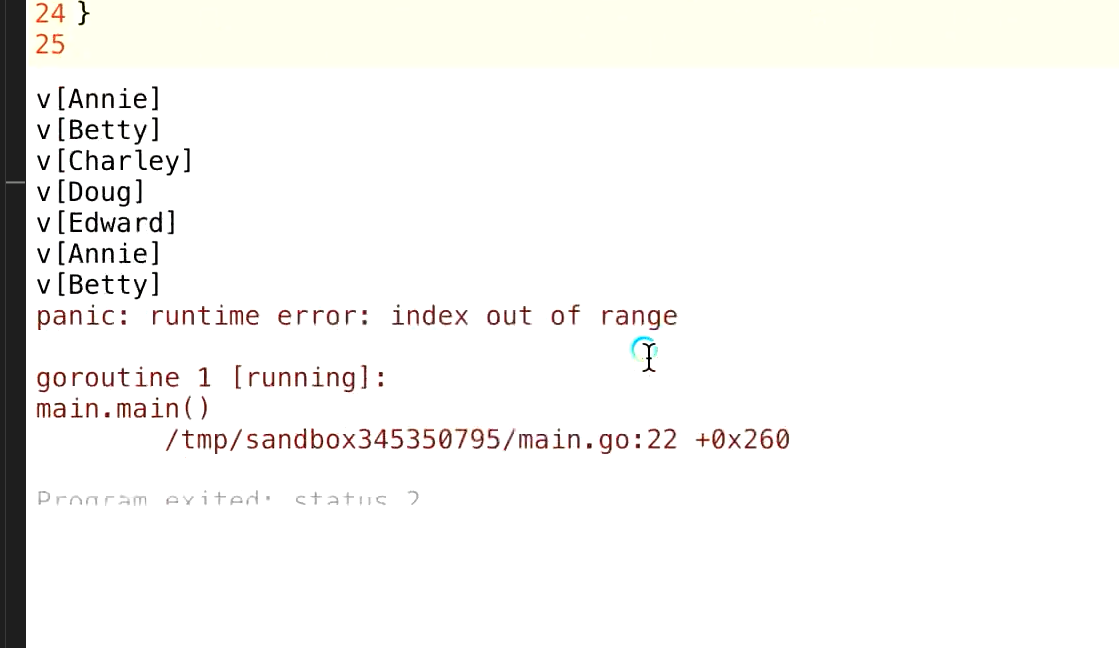 24 }
25
v[Annie]
v[Betty]
v[Charley]
v[Doug]
v[Edward]
v[Annie]
v[Betty]
panic: runtime error: index out of range
goroutine 1 [running]:
main.main()
/tmp/sandbox345350795/main.go:22 +0x260
Program exited: status 2